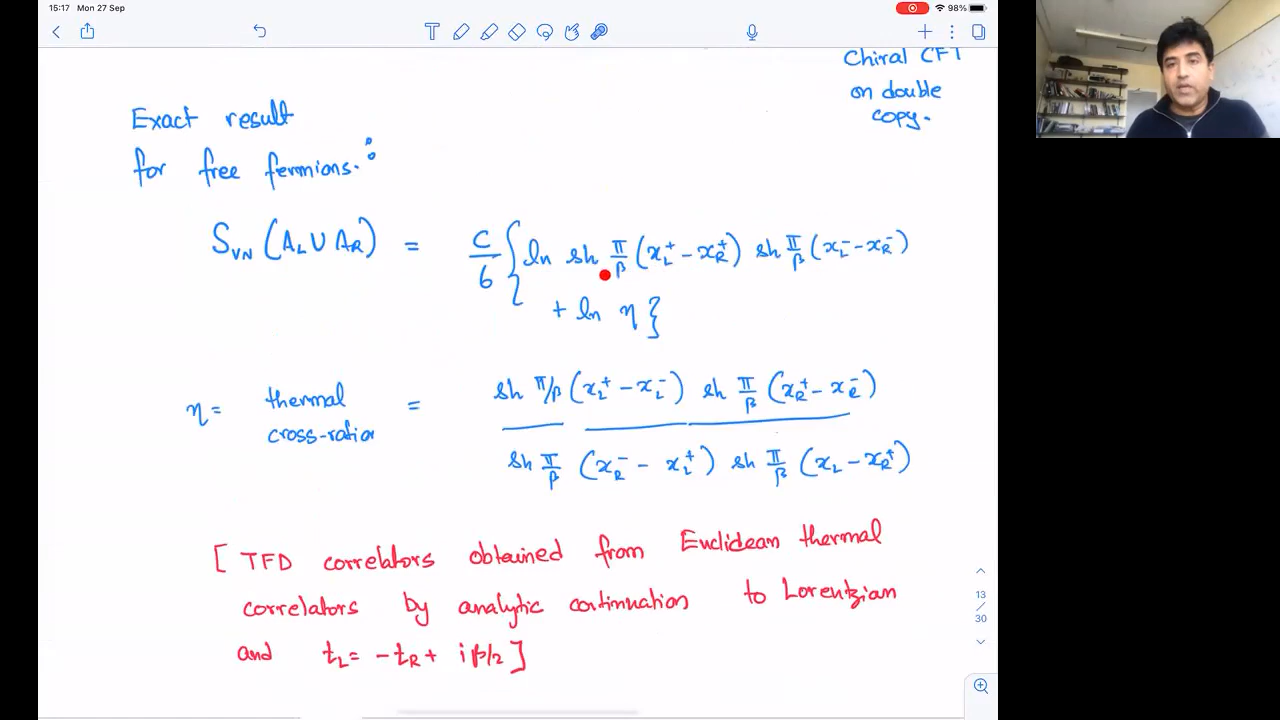 15:17 Mon 27 Sep
98%
Chiral CFT
on double
copy.
Exact result
for free fermions :
S_VN (A_L ∪ A_R) = c/6 { ln sh π/β (x_L^+ - x_R^+) sh π/β (x_L^- - x_R^-)
+ ln η }
η = thermal cross-ration = sh π/β (x_L^+ - x_L^-) sh π/β (x_R^+ - x_R^-)
sh π/β (x_R^- - x_L^+) sh π/β (x_L - x_R^+)
[ TFD correlators obtained from Euclidean thermal
correlators by analytic continuation to Lorentzian
and t_L = - t_R + iβ/2 ]
13
/
30